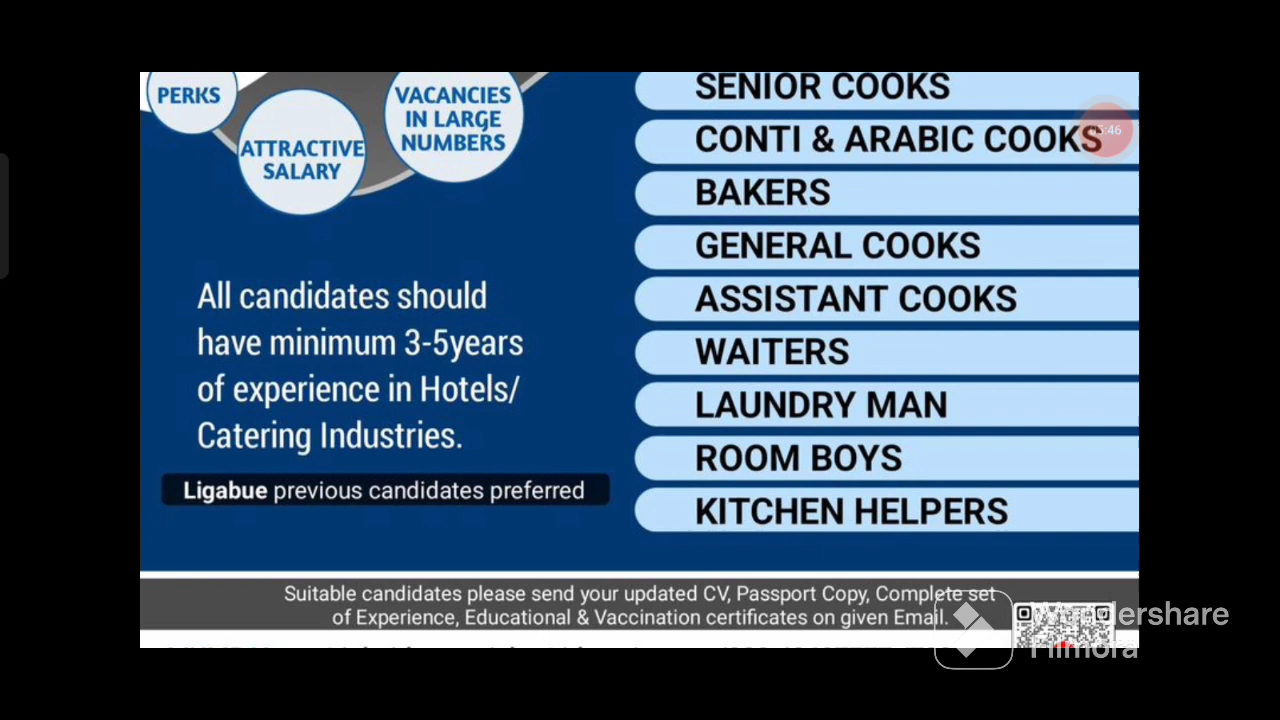 PERKS
ATTRACTIVE
SALARY
VACANCIES
IN LARGE
NUMBERS
All candidates should
have minimum 3-5years
of experience in Hotels/
Catering Industries.
Ligabue previous candidates preferred
SENIOR COOKS
CONTI & ARABIC COOKS
BAKERS
GENERAL COOKS
ASSISTANT COOKS
WAITERS
LAUNDRY MAN
ROOM BOYS
KITCHEN HELPERS
Suitable candidates please send your updated CV, Passport Copy, Complete set
of Experience, Educational & Vaccination certificates on given Email.
Wondershare
Filmora